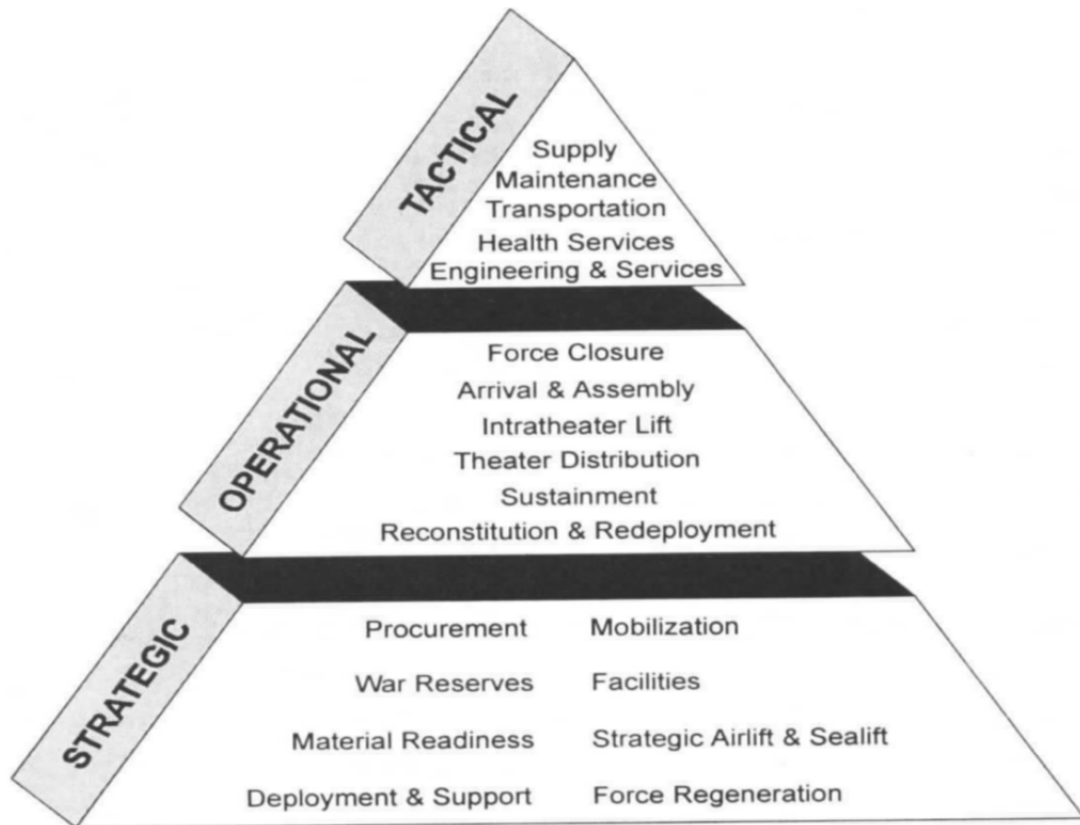 TACTICAL
Supply
Maintenance
Transportation
Health Services
Engineering & Services
OPERATIONAL
Force Closure
Arrival & Assembly
Intratheater Lift
Theater Distribution
Sustainment
Reconstitution & Redeployment
STRATEGIC
Procurement Mobilization
War Reserves Facilities
Material Readiness Strategic Airlift & Sealift
Deployment & Support Force Regeneration